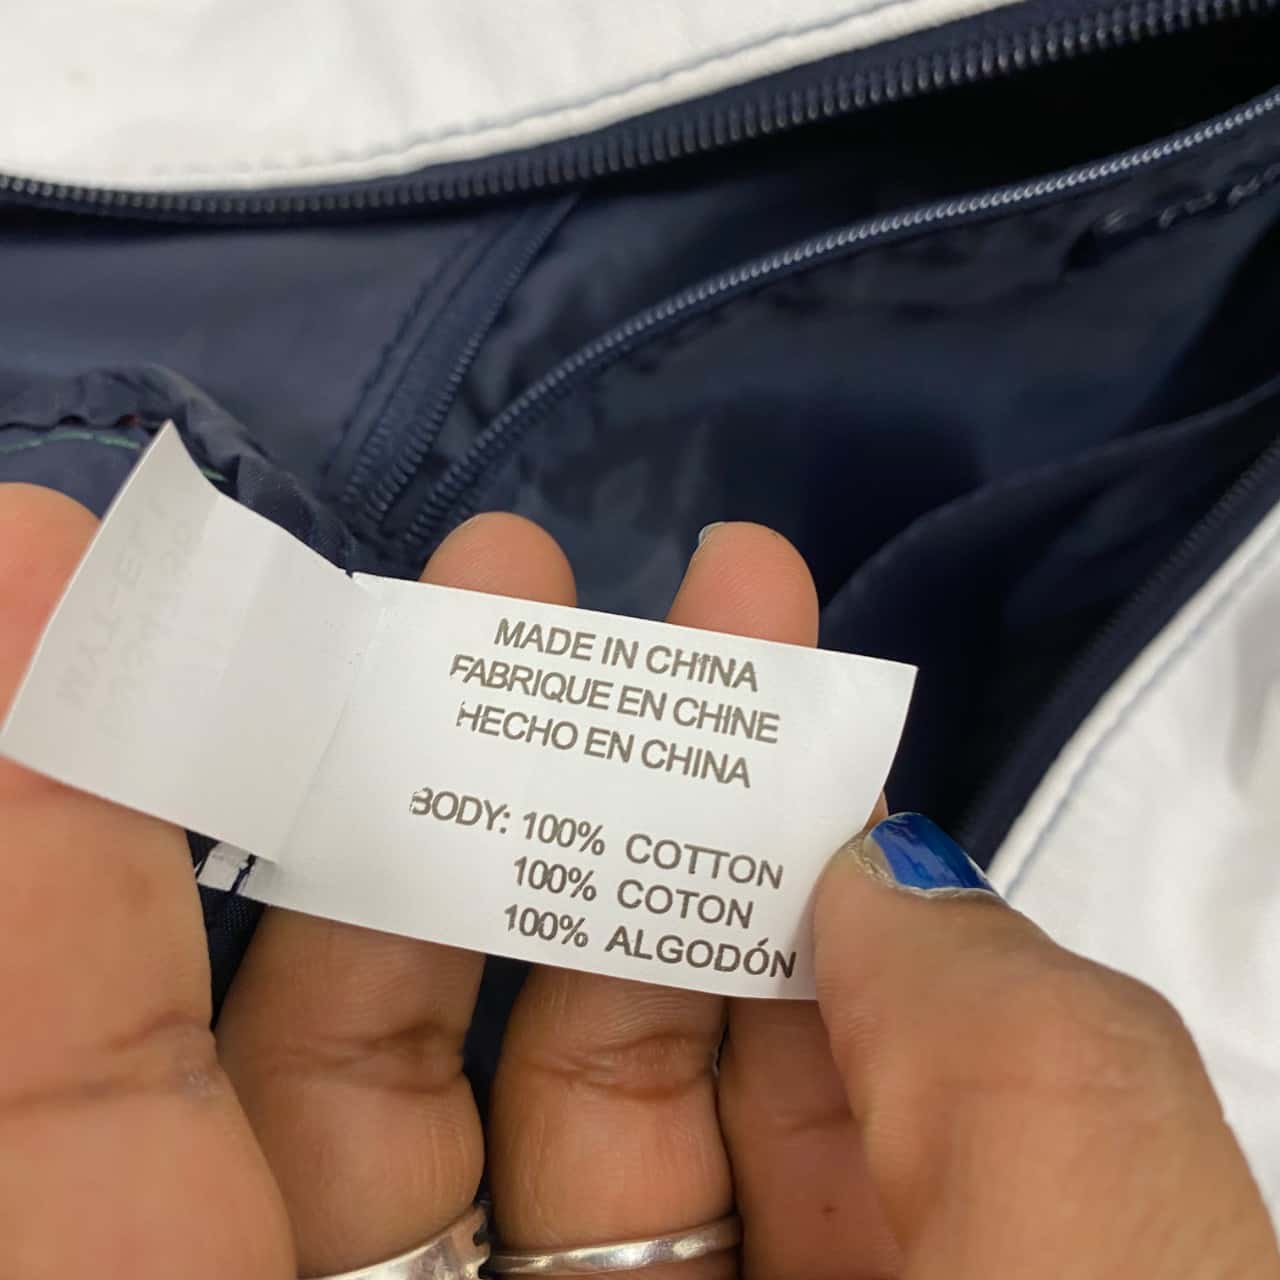 MADE IN CHINA
FABRIQUE EN CHINE
HECHO EN CHINA
BODY: 100% COTTON
100% COTON
100% ALGODÓN